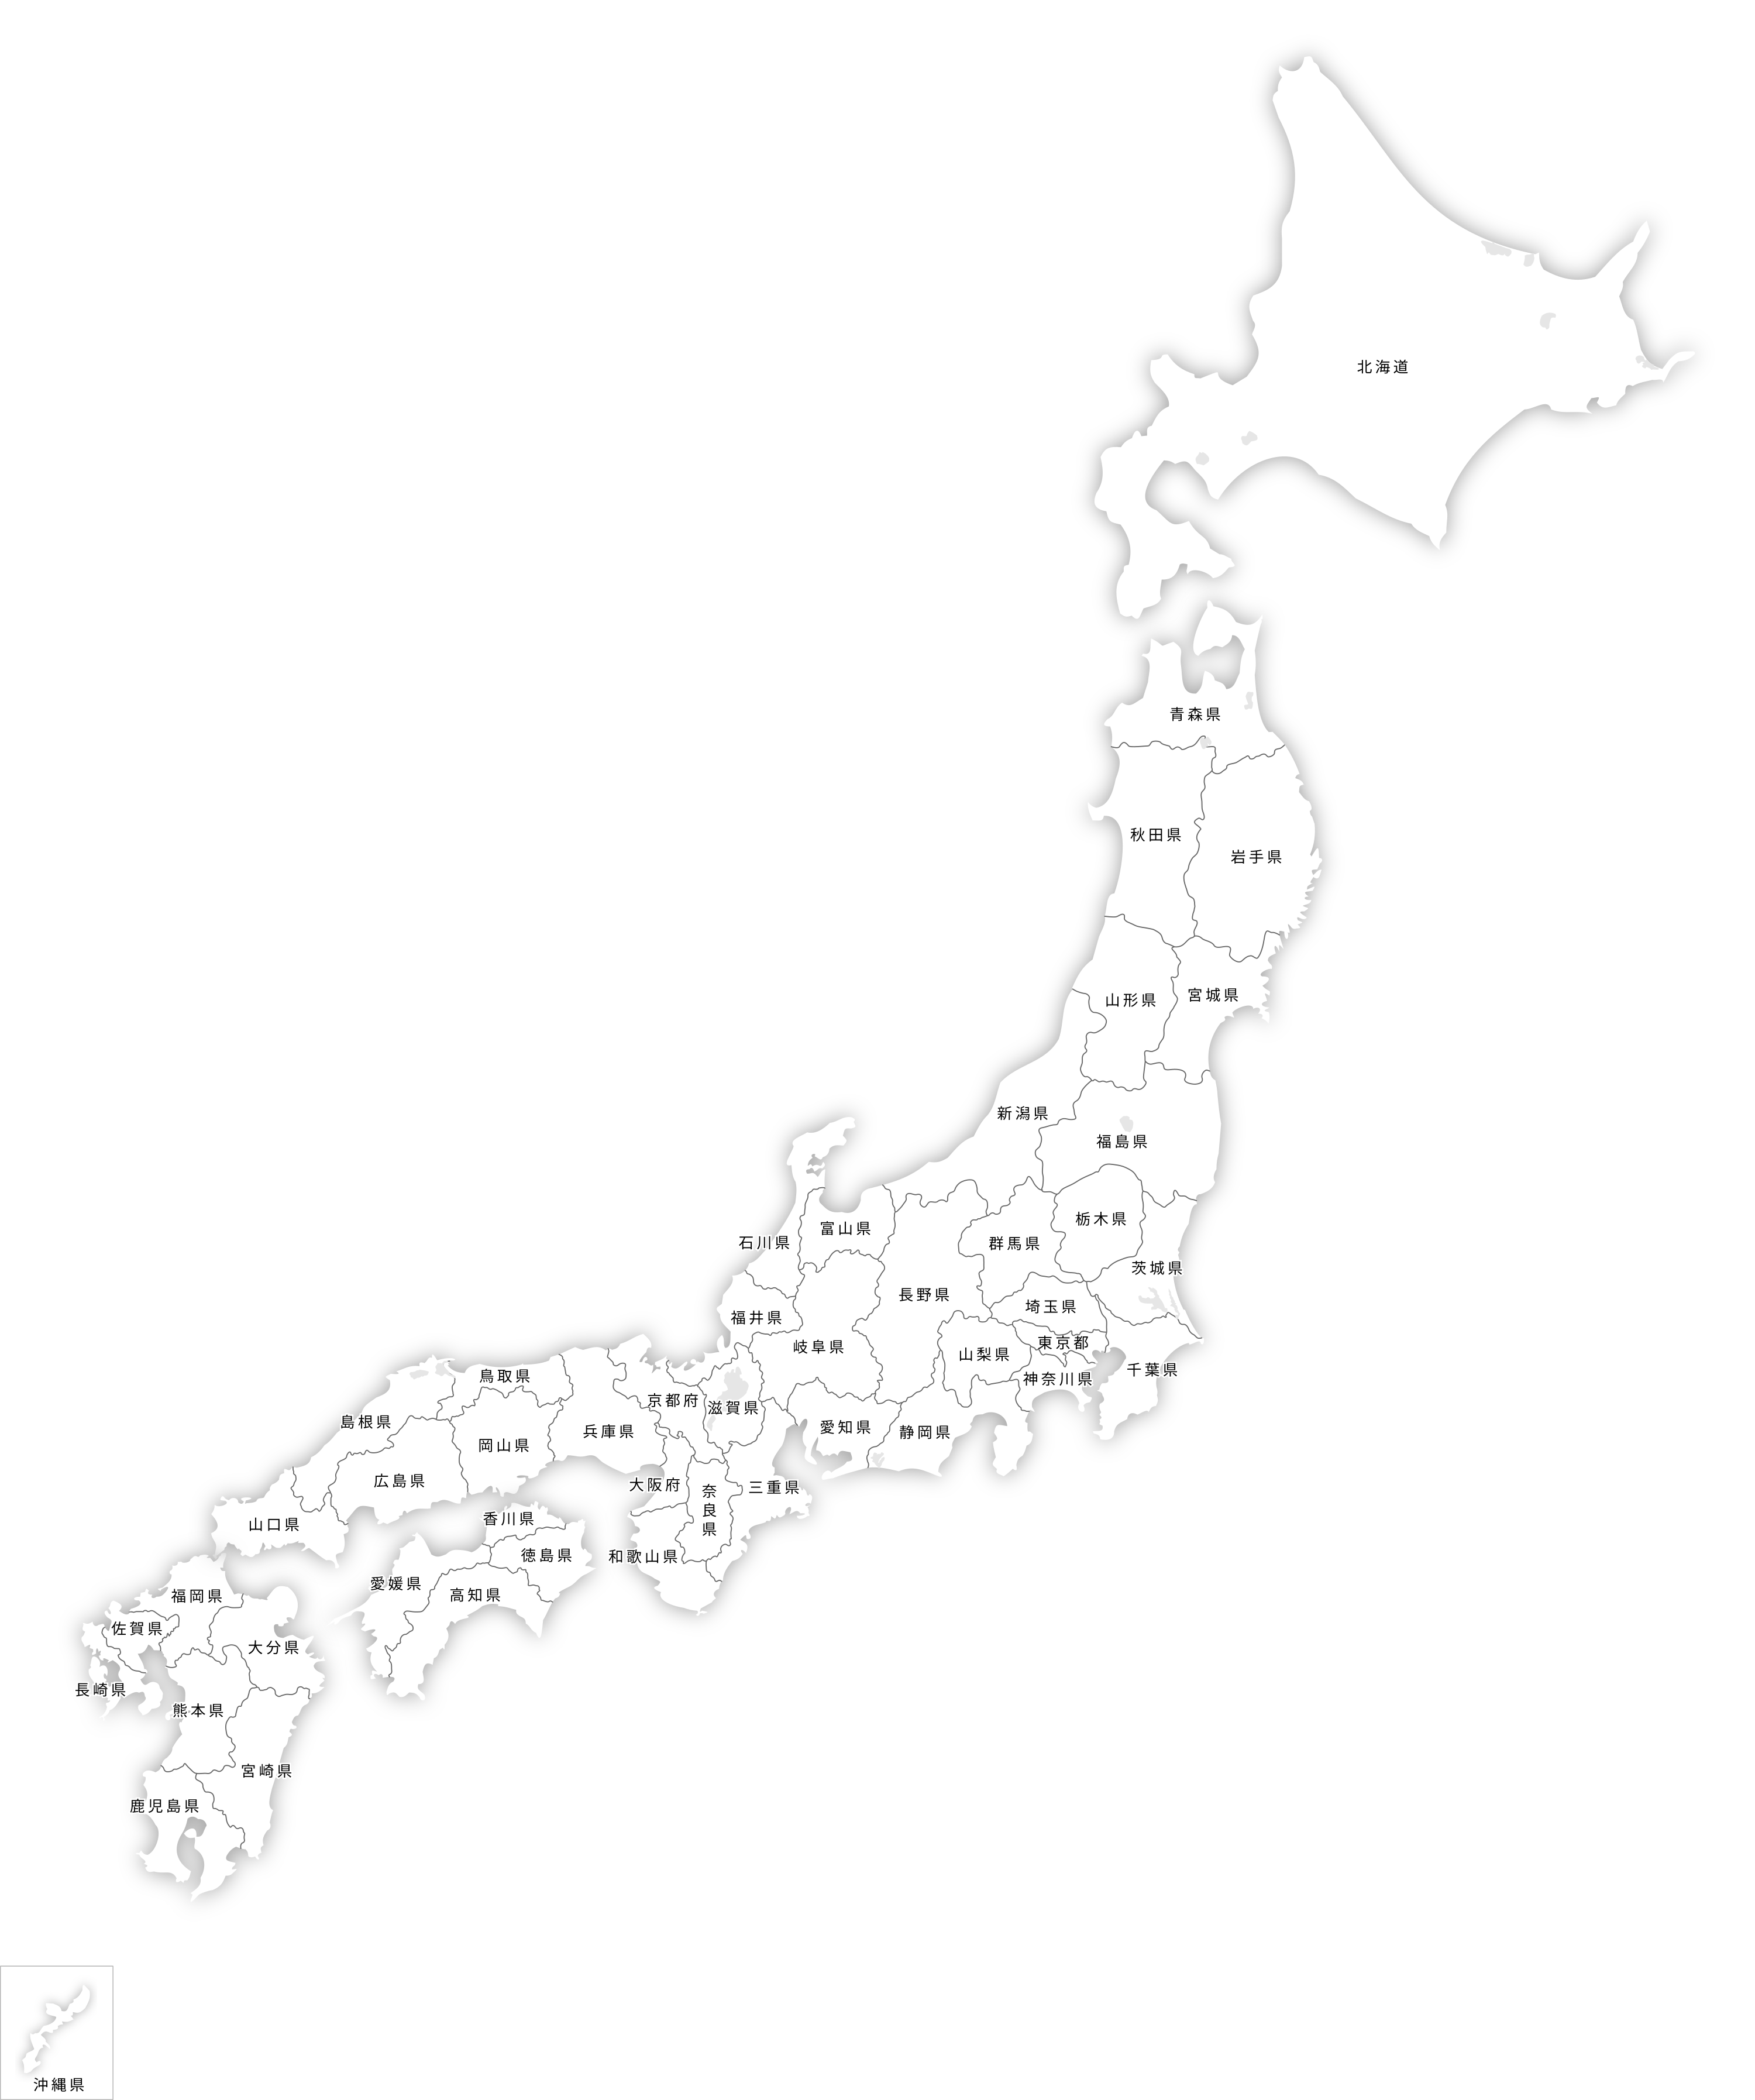 北海道
青森県
秋田県
岩手県
山形県
宮城県
新潟県
福島県
栃木県
富山県
石川県
群馬県
茨城県
長野県
埼玉県
福井県
東京都
岐阜県
山梨県
千葉県
鳥取県
神奈川県
京都府
滋賀県
島根県
愛知県
静岡県
兵庫県
岡山県
広島県
大阪府
三重県
奈良県
香川県
山口県
徳島県
和歌山県
愛媛県
高知県
福岡県
佐賀県
大分県
長崎県
熊本県
宮崎県
鹿児島県
沖縄県